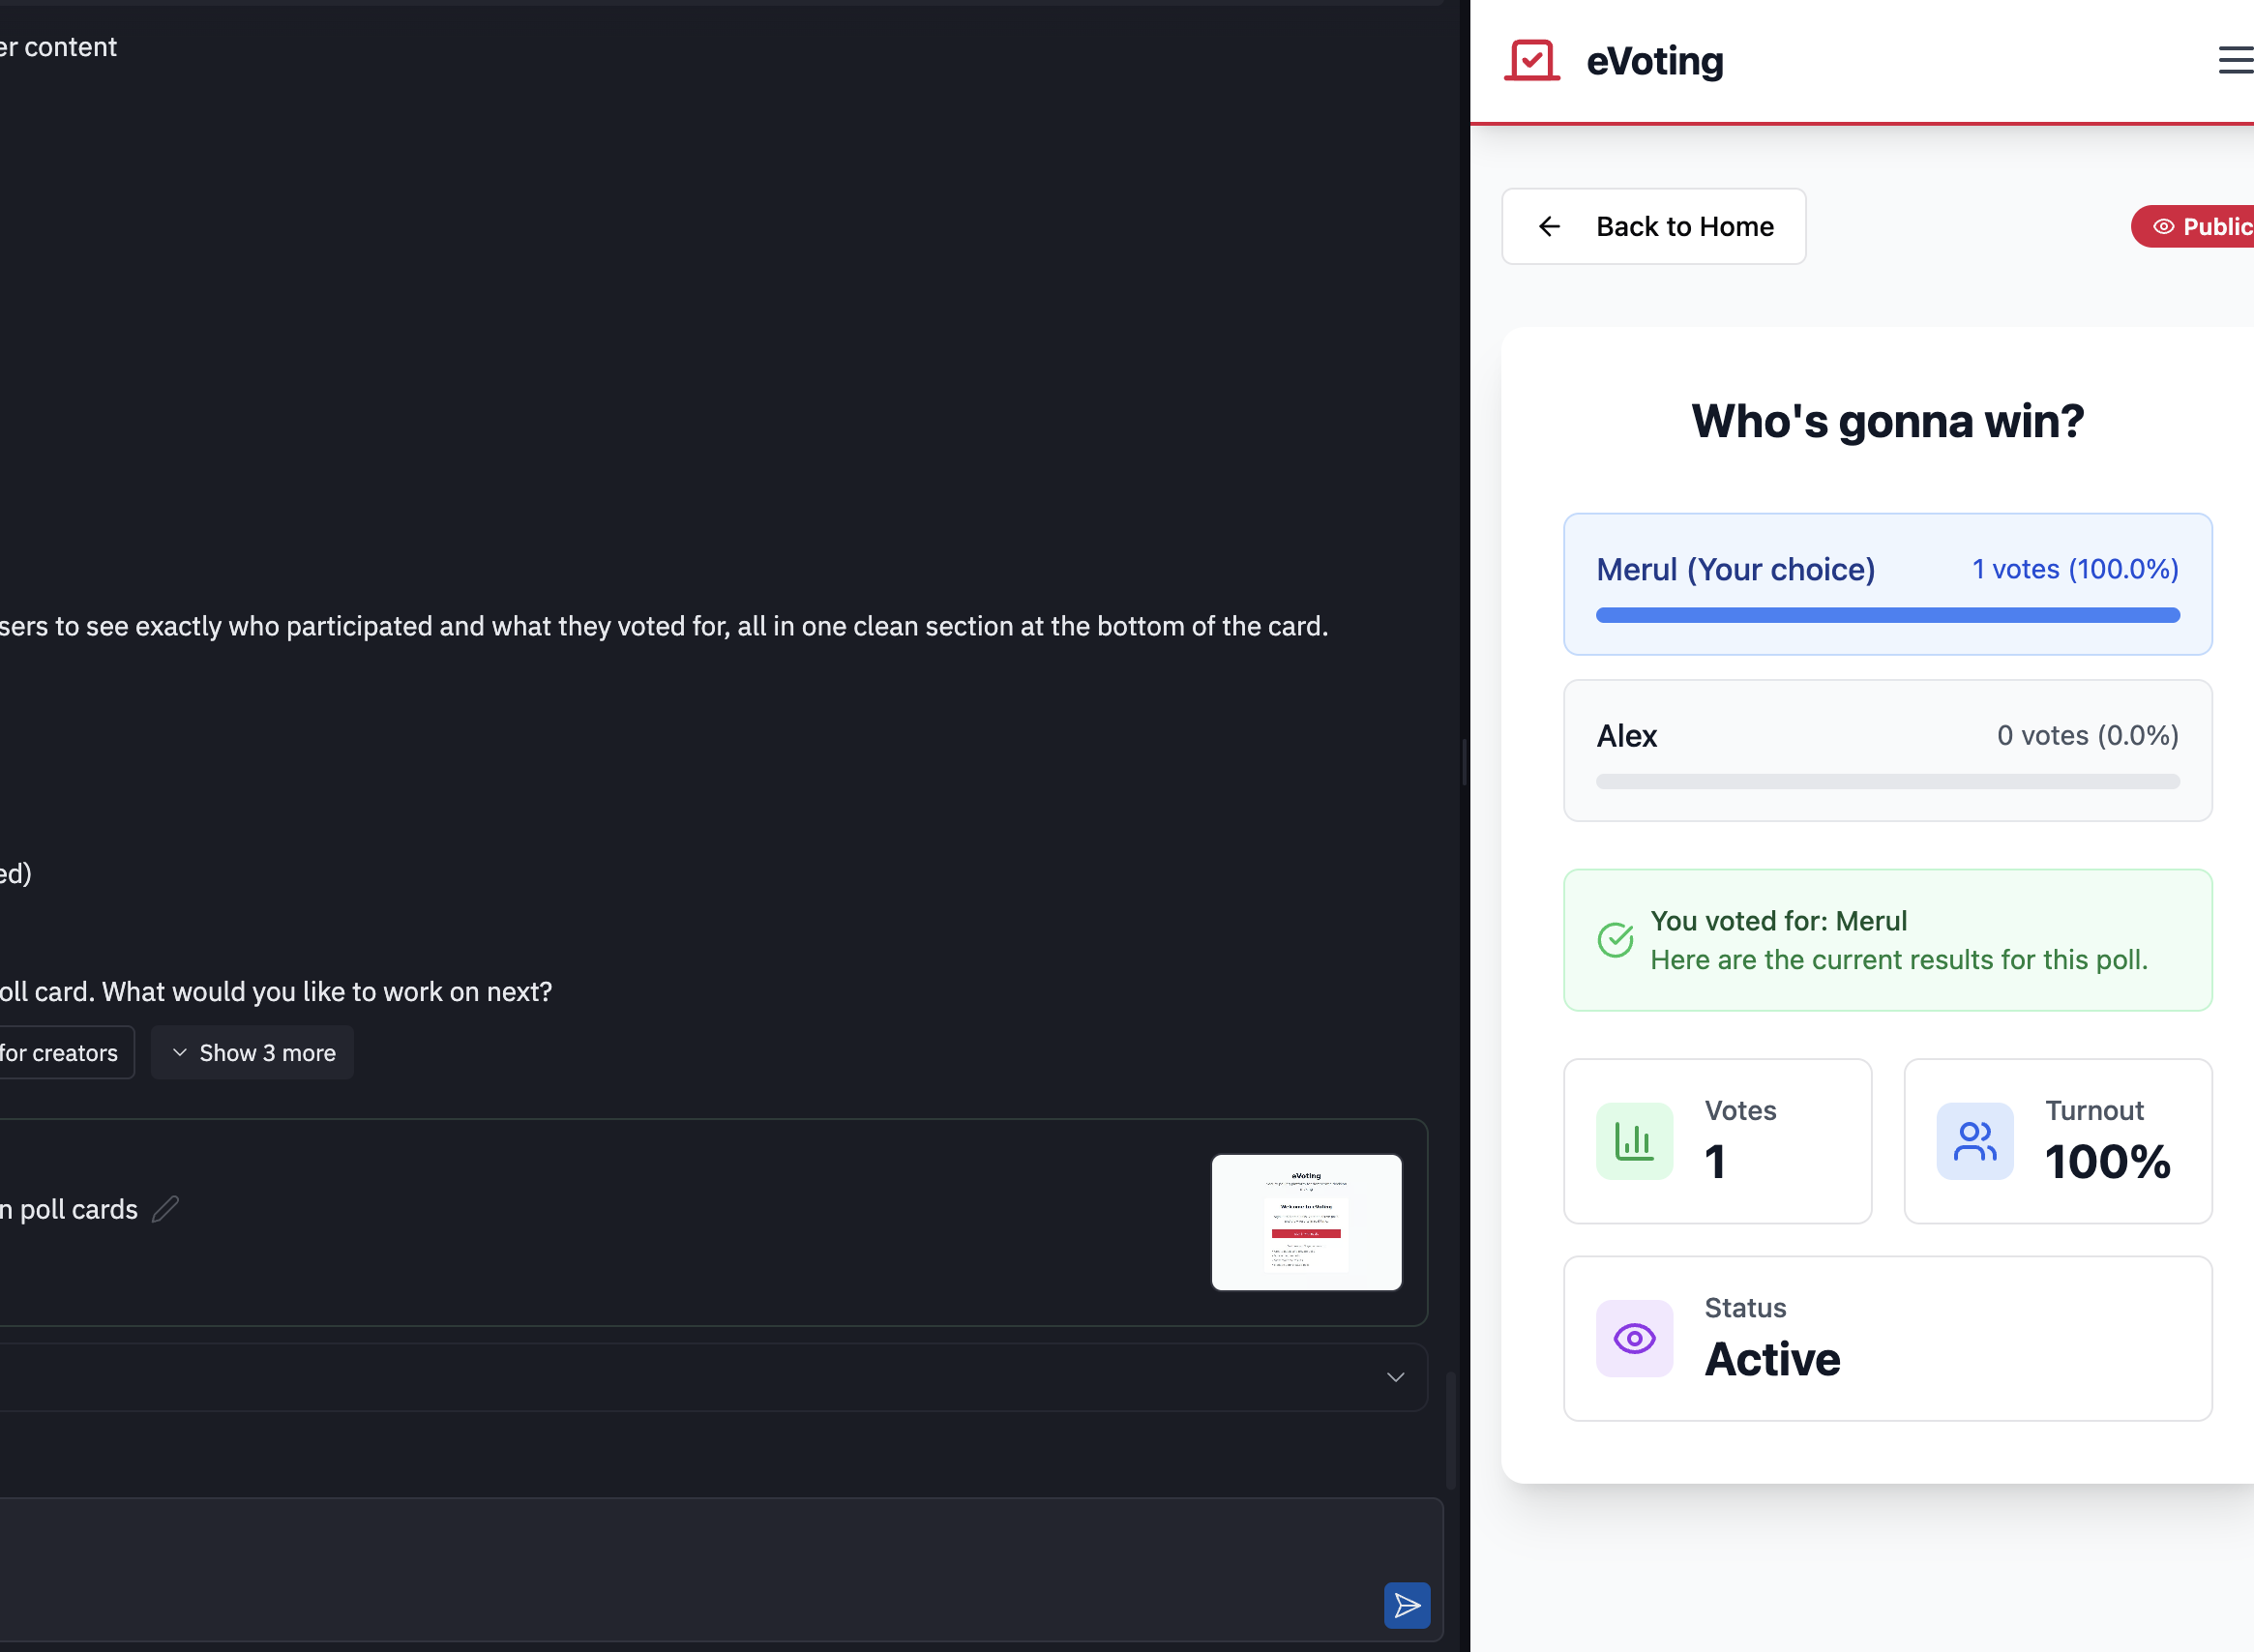 er content
sers to see exactly who participated and what they voted for, all in one clean section at the bottom of the card.
ed)
oll card. What would you like to work on next?
for creators
Show 3 more
n poll cards
eVoting
Welcome to eVoting
eVoting
Back to Home
Public
Who's gonna win?
Merul (Your choice)
1 votes (100.0%)
Alex
0 votes (0.0%)
You voted for: Merul
Here are the current results for this poll.
Votes
1
Turnout
100%
Status
Active